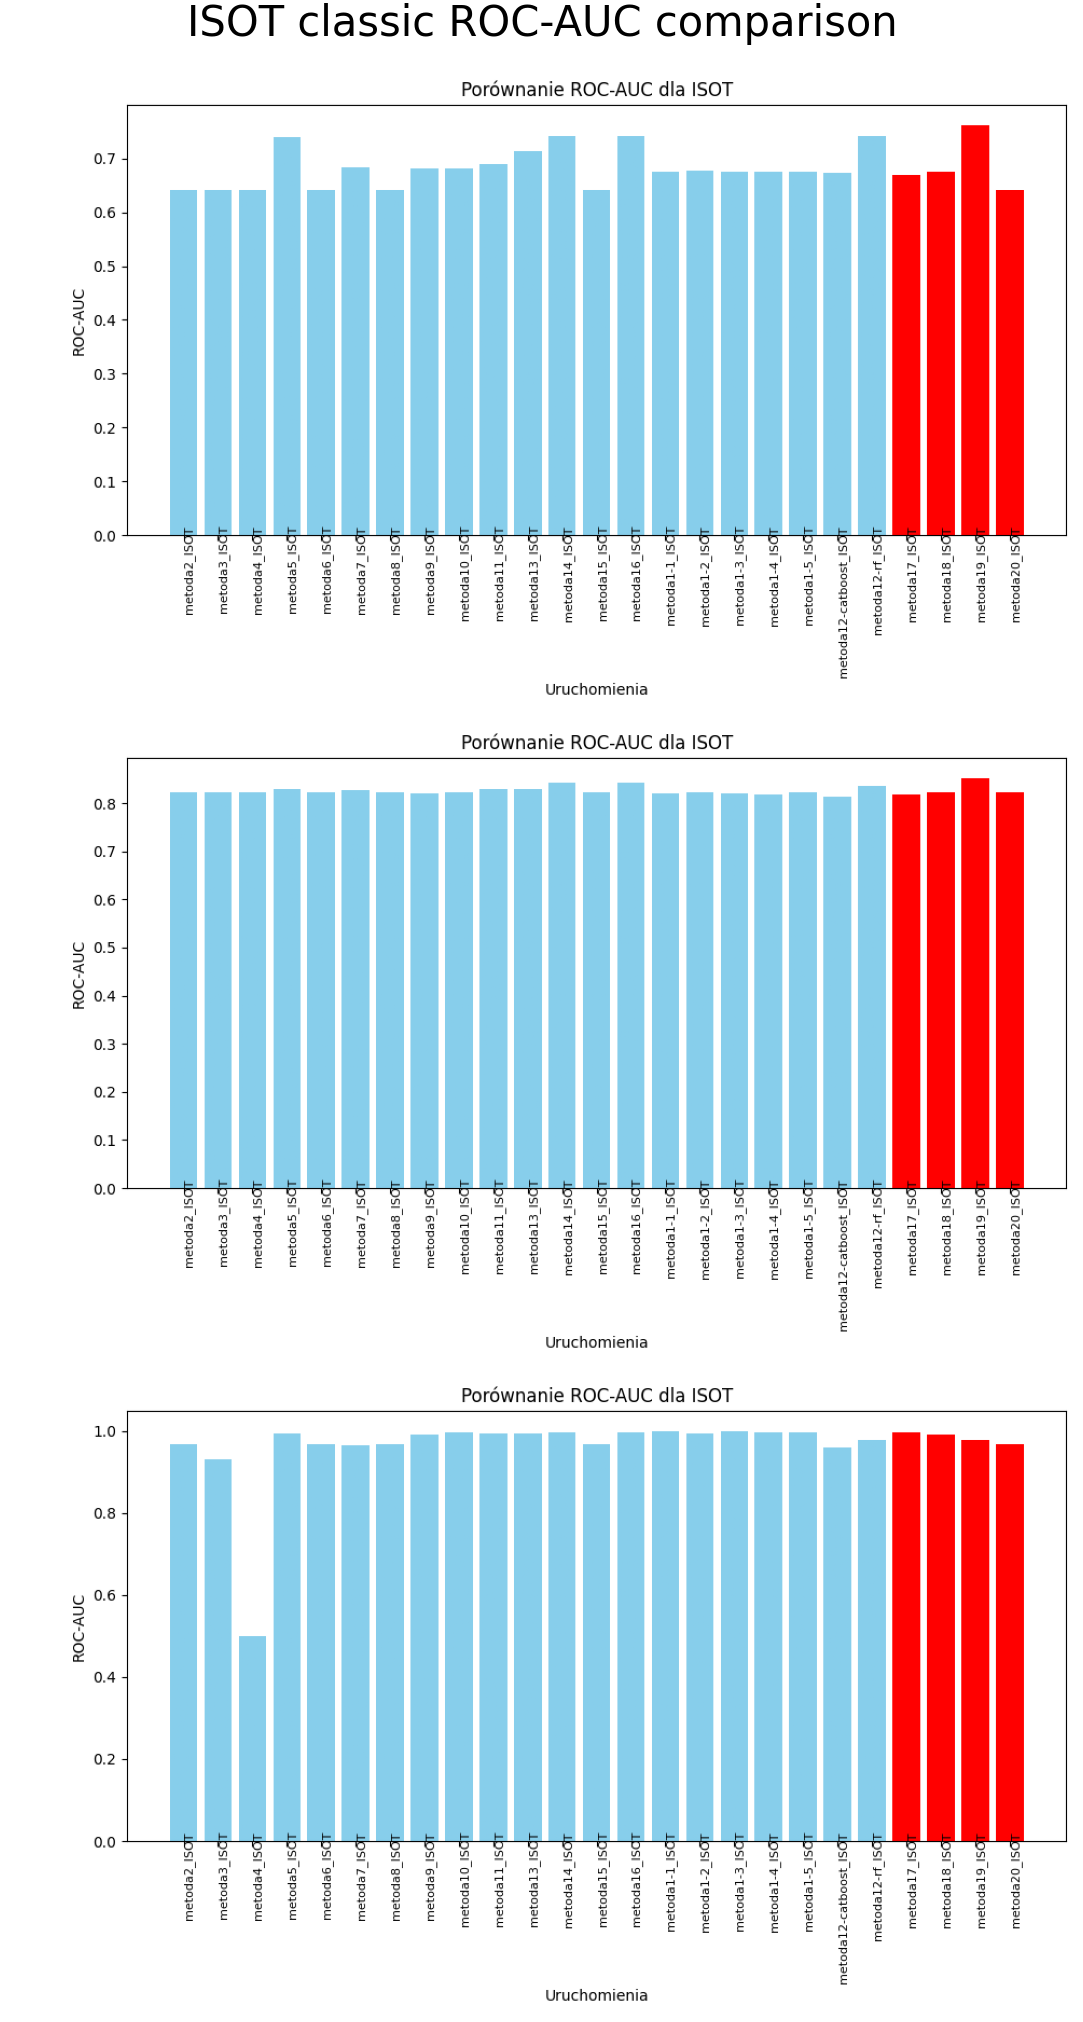 ISOT classic ROC-AUC comparison
Porównanie ROC-AUC dla ISOT
ROC-AUC
0.7
0.6
0.5
0.4
0.3
0.2
0.1
0.0
metoda2_ISOT
metoda3_ISOT
metoda4_ISOT
metoda5_ISOT
metoda6_ISOT
metoda7_ISOT
metoda8_ISOT
metoda9_ISOT
metoda10_ISOT
metoda11_ISOT
metoda13_ISOT
metoda14_ISOT
metoda15_ISOT
metoda16_ISOT
metoda1-1_ISOT
metoda1-2_ISOT
metoda1-3_ISOT
metoda1-4_ISOT
metoda1-5_ISOT
metoda12-catboost_ISOT
metoda12-rf_ISOT
metoda17_ISOT
metoda18_ISOT
metoda19_ISOT
metoda20_ISOT
Uruchomienia
Porównanie ROC-AUC dla ISOT
ROC-AUC
0.8
0.7
0.6
0.5
0.4
0.3
0.2
0.1
0.0
metoda2_ISOT
metoda3_ISOT
metoda4_ISOT
metoda5_ISOT
metoda6_ISOT
metoda7_ISOT
metoda8_ISOT
metoda9_ISOT
metoda10_ISOT
metoda11_ISOT
metoda13_ISOT
metoda14_ISOT
metoda15_ISOT
metoda16_ISOT
metoda1-1_ISOT
metoda1-2_ISOT
metoda1-3_ISOT
metoda1-4_ISOT
metoda1-5_ISOT
metoda12-catboost_ISOT
metoda12-rf_ISOT
metoda17_ISOT
metoda18_ISOT
metoda19_ISOT
metoda20_ISOT
Uruchomienia
Porównanie ROC-AUC dla ISOT
ROC-AUC
1.0
0.8
0.6
0.4
0.2
0.0
metoda2_ISOT
metoda3_ISOT
metoda4_ISOT
metoda5_ISOT
metoda6_ISOT
metoda7_ISOT
metoda8_ISOT
metoda9_ISOT
metoda10_ISOT
metoda11_ISOT
metoda13_ISOT
metoda14_ISOT
metoda15_ISOT
metoda16_ISOT
metoda1-1_ISOT
metoda1-2_ISOT
metoda1-3_ISOT
metoda1-4_ISOT
metoda1-5_ISOT
metoda12-catboost_ISOT
metoda12-rf_ISOT
metoda17_ISOT
metoda18_ISOT
metoda19_ISOT
metoda20_ISOT
Uruchomienia